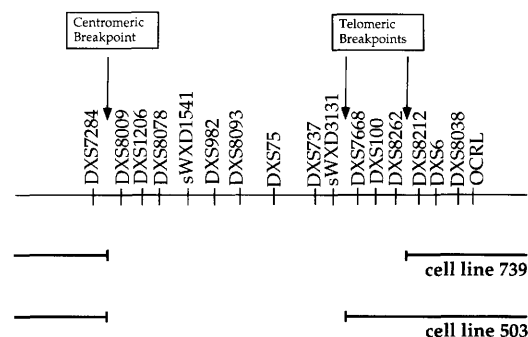 Centromeric
Breakpoint
Telomeric
Breakpoints
DXS7284
DXS8009
DXS1206
DXS8078
sWXD1541
DXS982
DXS8093
DXS75
DXS737
sWXD3131
DXS7668
DXS100
DXS8262
DXS8212
DXS6
DXS8038
OCRL
cell line 739
cell line 503